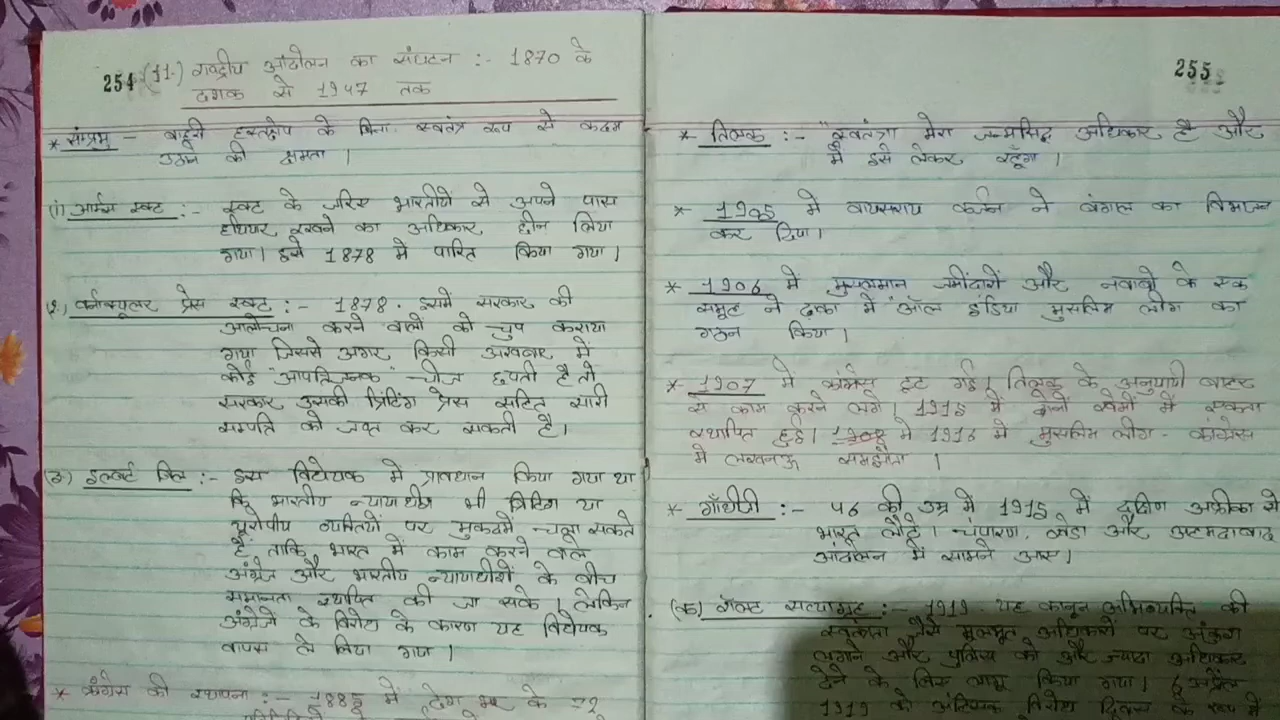 254
(11.) राष्ट्रीय आंदोलन का संघटन :- 1870 के
दशक से 1947 तक
* संप्रभु - बाहरी हस्तक्षेप के बिना स्वतंत्र रूप से कदम
उठाने की क्षमता ।
(1) आर्म्स एक्ट :- एक्ट के जरिए भारतीयों से अपने पास
हथियार रखने का अधिकार छीन लिया
गया। इसे 1878 में पारित किया गया।
(2.) वर्नाक्यूलर प्रेस एक्ट :- 1878. इसमें सरकार की
आलोचना करने वालों को चुप कराया
गया जिससे अगर किसी अखबार में
कोई "आपत्तिजनक" चीज छपती है तो
सरकार उसकी प्रिंटिंग प्रेस सहित सारी
सम्पति को जब्त कर सकती है।
(3.) इल्बर्ट बिल :- इस विधेयक में प्रावधान किया गया था
कि भारतीय न्यायाधीश भी ब्रिटिश या
यूरोपीय व्यक्तियों पर मुकदमे चला सकते
हैं ताकि भारत में काम करने वाले
अंग्रेज और भारतीय न्यायाधीशों के बीच
समानता स्थापित की जा सके । लेकिन
अंग्रेजों के विरोध के कारण यह विधेयक
वापस ले लिया गया ।
* कांग्रेस की स्थापना :- 1885 में देश भर के 72
255
* तिलक :- "स्वतंत्रा मेरा जन्मसिद्ध अधिकार है और
मैं इसे लेकर रहूँगा।
* 1905 में वायसराय कर्जन ने बंगाल का विभाजन
कर दिया।
* 1906 में मुसलमान जमींदारों और नवाबों के एक
समूह ने ढाका में ऑल इंडिया मुसलिम लीग का
गठन किया।
* 1907 में कांग्रेस टूट गई। तिलक के अनुयायी बाहर
से काम करने लगे। 1915 में दोनों खेमों में एकता
स्थापित हुई। 1908 में 1916 में मुसलिम लीग - कांग्रेस
में लखनऊ समझौता ।
* गाँधीजी :- 46 की उम्र में 1915 में दक्षिण अफ्रीका से
भारत लौटे। चंपारण, खेडा और अहमदाबाद
आंदोलन में सामने आए।
(क) रॉलट सत्याग्रह :- 1919. यह कानून अभिव्यक्ति की
स्वतंत्रता जैसे मूलभूत अधिकारों पर अंकुश
लगाने और पुलिस को और ज्यादा अधिकार
देने के लिए लागू किया गया। 6 अप्रैल
1919 को अहिंसक विरोध दिवस के रूप में